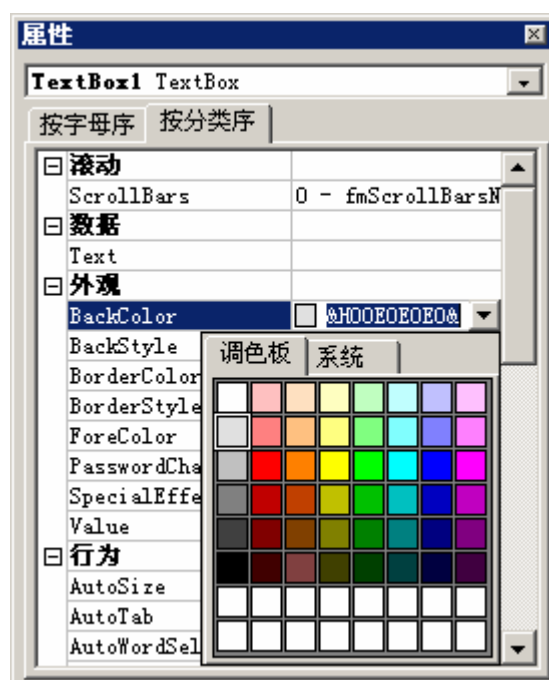 属性
TextBox1 TextBox
按字母序 按分类序
滚动
ScrollBars 0 - fmScrollBarsN
数据
Text
外观
BackColor &H00E0E0E0&
BackStyle
BorderColor
BorderStyle
ForeColor
PasswordCha
SpecialEffe
Value
调色板 系统
行为
AutoSize
AutoTab
AutoWordSel